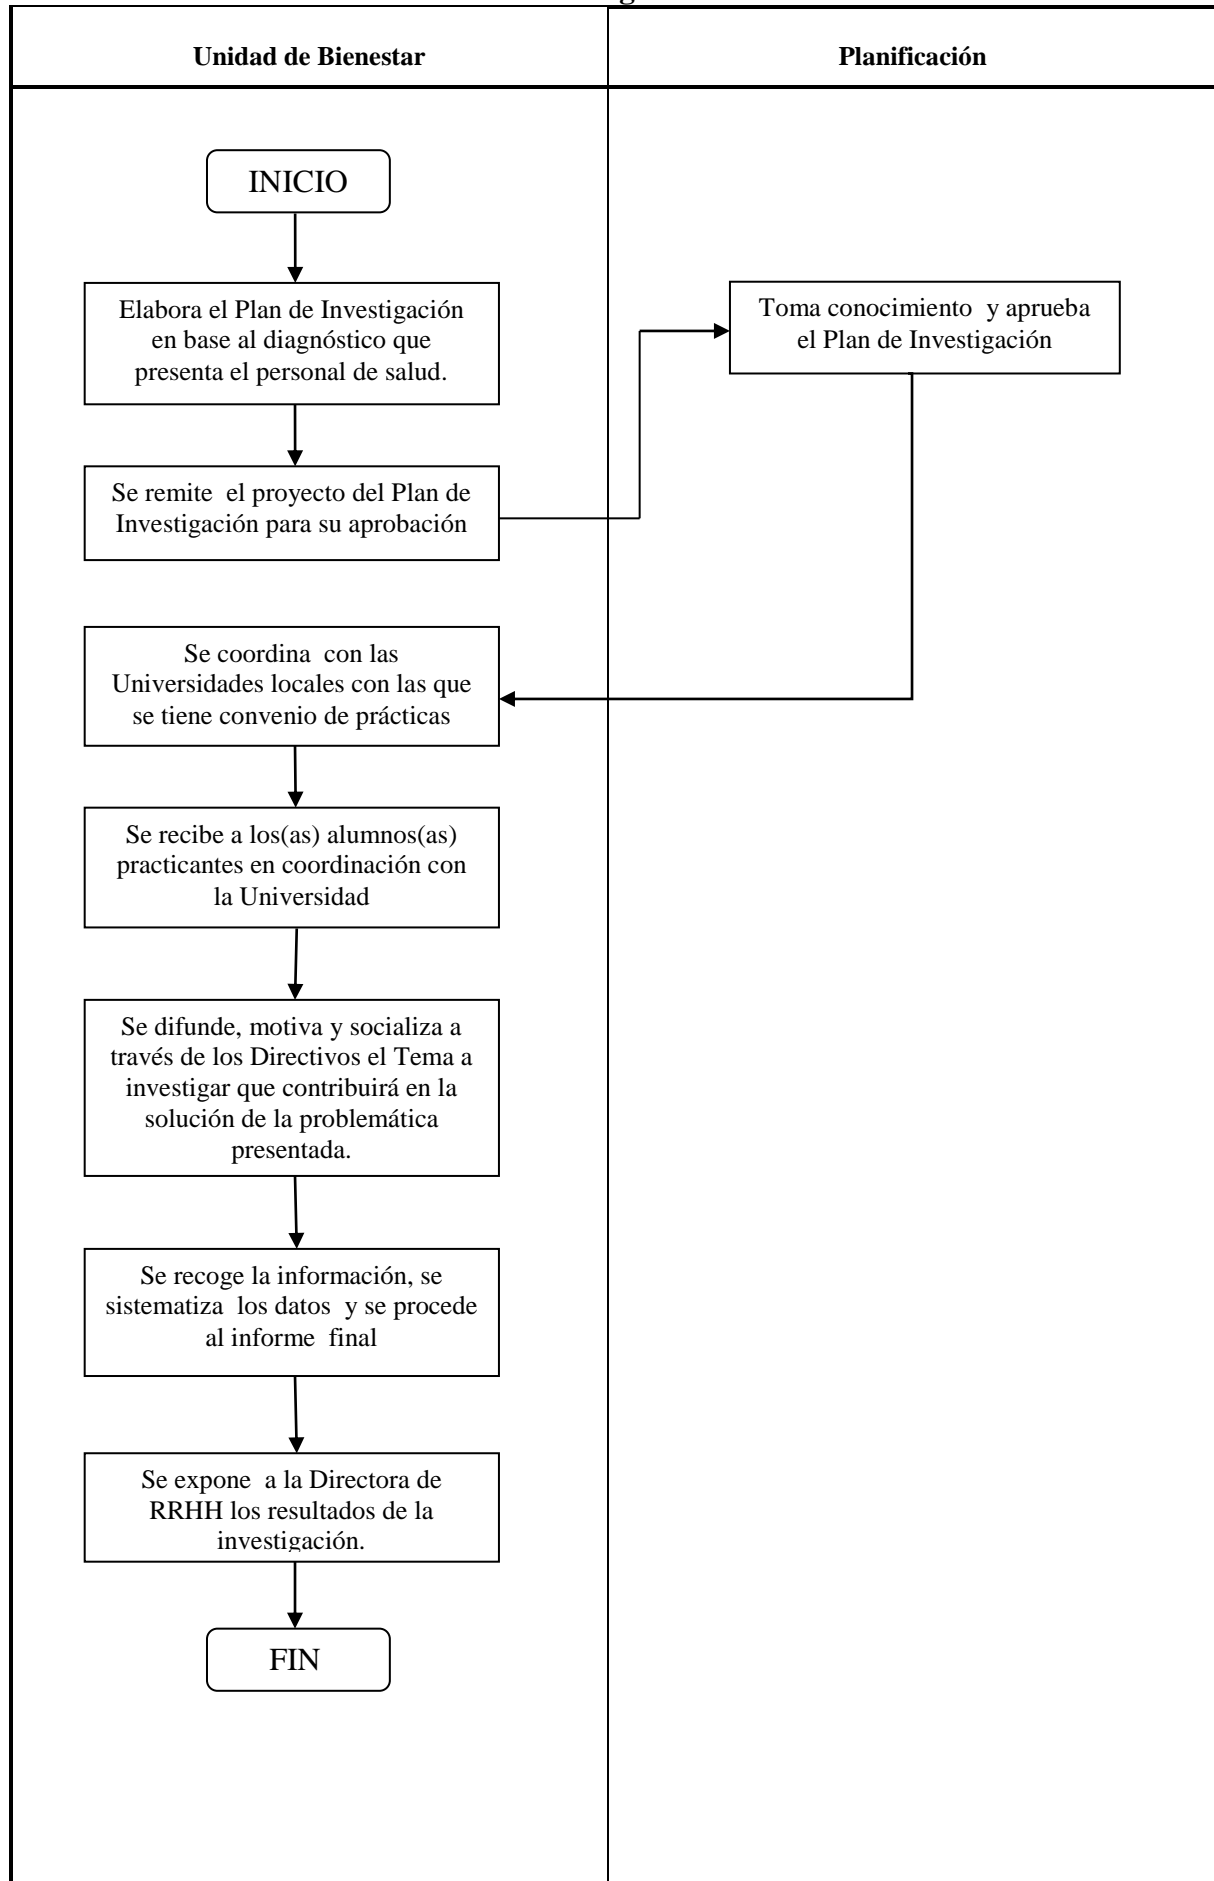 Unidad de Bienestar
Planificación
INICIO
Elabora el Plan de Investigación
en base al diagnóstico que
presenta el personal de salud.
Toma conocimiento y aprueba
el Plan de Investigación
Se remite el proyecto del Plan de
Investigación para su aprobación
Se coordina con las
Universidades locales con las que
se tiene convenio de prácticas
Se recibe a los(as) alumnos(as)
practicantes en coordinación con
la Universidad
Se difunde, motiva y socializa a
través de los Directivos el Tema a
investigar que contribuirá en la
solución de la problemática
presentada.
Se recoge la información, se
sistematiza los datos y se procede
al informe final
Se expone a la Directora de
RRHH los resultados de la
investigación.
FIN